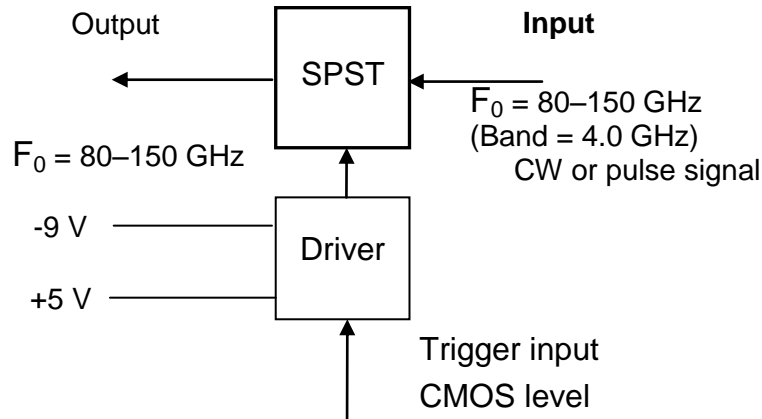 Output
Input
SPST
F₀ = 80–150 GHz
(Band = 4.0 GHz)
CW or pulse signal
F₀ = 80–150 GHz
-9 V
Driver
+5 V
Trigger input
CMOS level